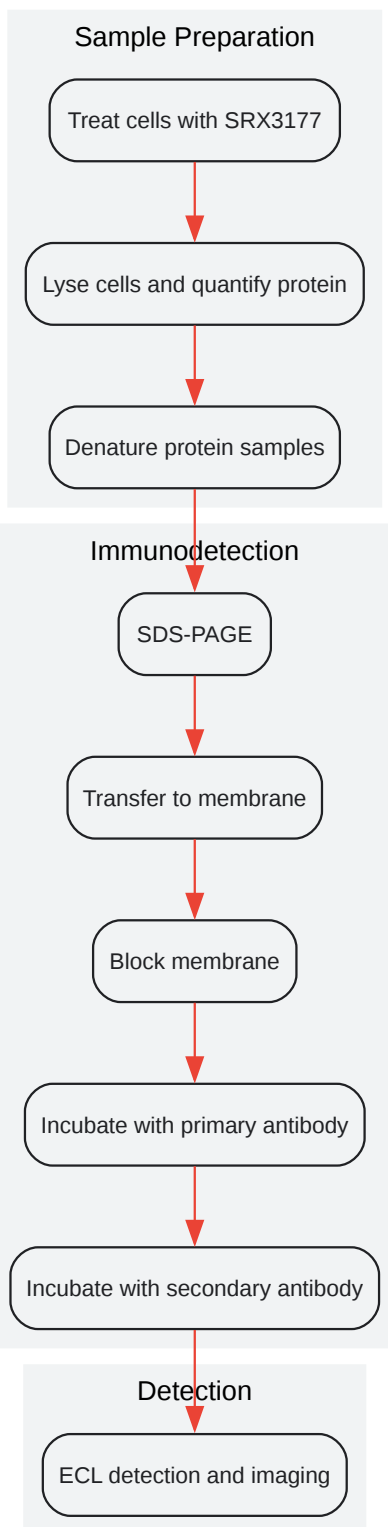 Sample Preparation
Treat cells with SRX3177
Lyse cells and quantify protein
Denature protein samples
Immunodetection
SDS-PAGE
Transfer to membrane
Block membrane
Incubate with primary antibody
Incubate with secondary antibody
Detection
ECL detection and imaging